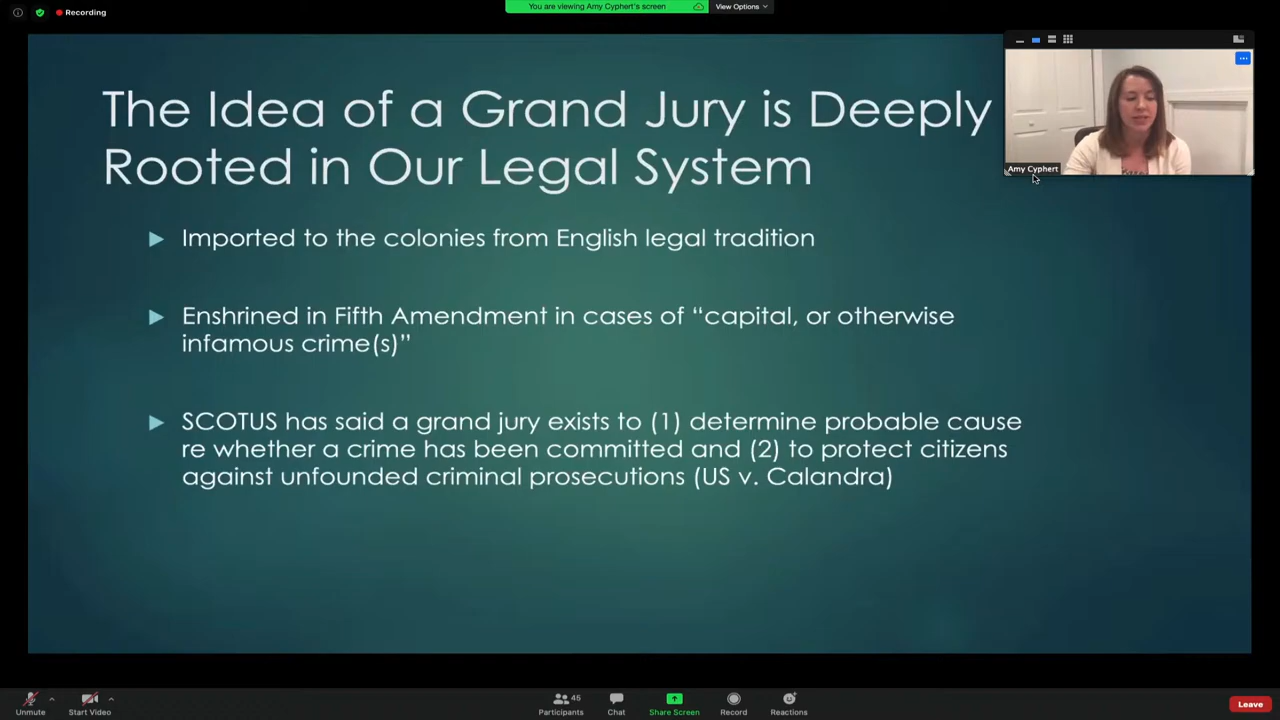 Recording
You are viewing Amy Cyphert's screen
View Options
The Idea of a Grand Jury is Deeply
Rooted in Our Legal System
Amy Cyphert
Imported to the colonies from English legal tradition
Enshrined in Fifth Amendment in cases of “capital, or otherwise
infamous crime(s)”
SCOTUS has said a grand jury exists to (1) determine probable cause
re whether a crime has been committed and (2) to protect citizens
against unfounded criminal prosecutions (US v. Calandra)
Unmute
Start Video
45
Participants
Chat
Share Screen
Record
Reactions
Leave